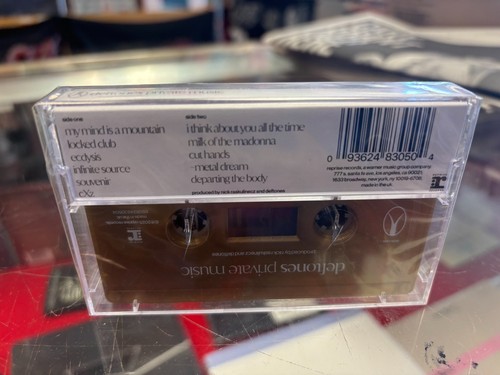 side one
my mind is a mountain
locked club
ecdysis
infinite source
souvenir
cXz
side two
i think about you all the time
milk of the madonna
cut hands
~metal dream
departing the body
produced by nick raskulinecz and deftones
0 93624 83050 4
reprise records, a warner music group company
777 s. santa fe ave, los angeles, ca 90021,
1633 broadway, new york, ny 10019-6708.
made in the uk
deftones private music